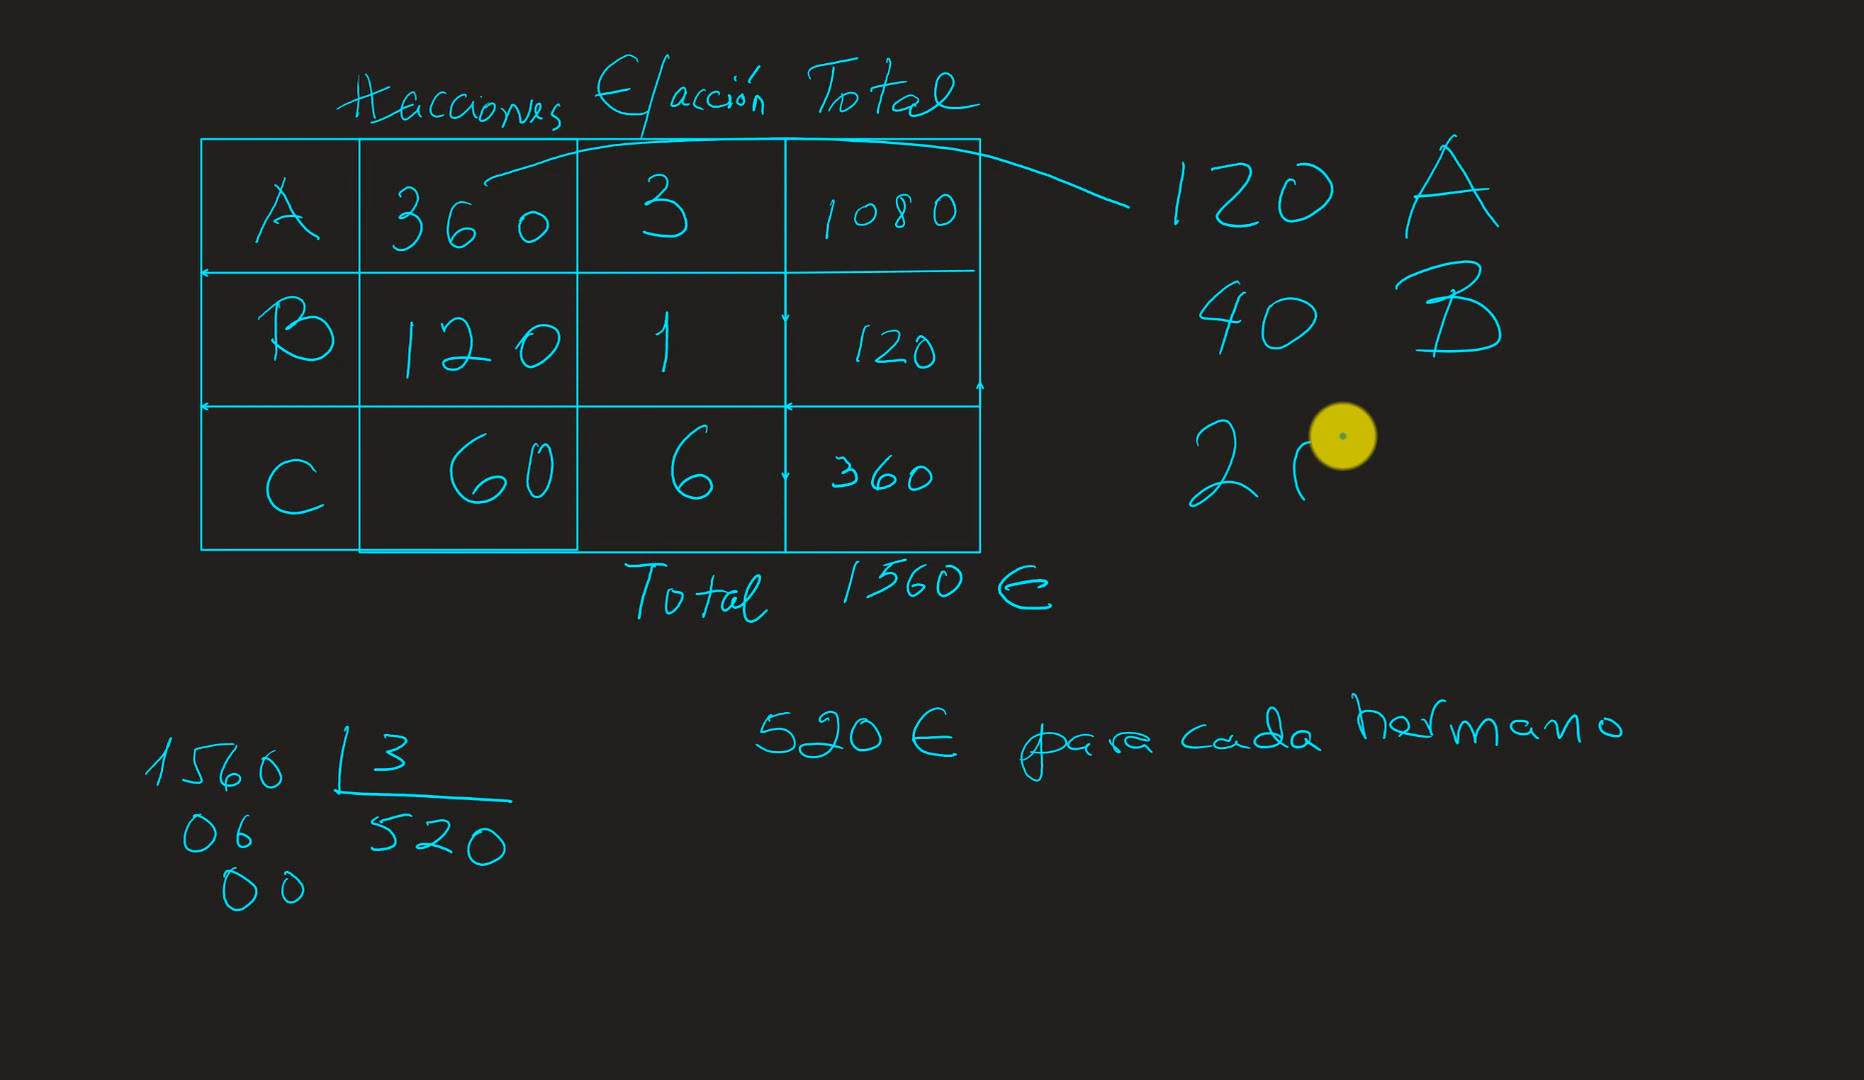 #acciones €/acción Total
A 360 3 1080 120 A
B 120 1 120 40 B
C 60 6 360 2
Total 1560 €
1560 3 520 € para cada hermano
06 520
00